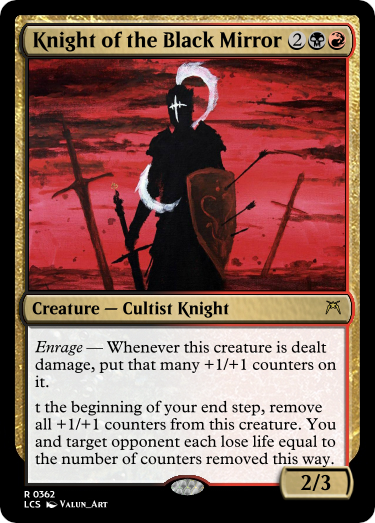 Knight of the Black Mirror 2
Creature — Cultist Knight
Enrage — Whenever this creature is dealt
damage, put that many +1/+1 counters on
it.
t the beginning of your end step, remove
all +1/+1 counters from this creature. You
and target opponent each lose life equal to
the number of counters removed this way.
2/3
R 0362
LCS Valun_Art